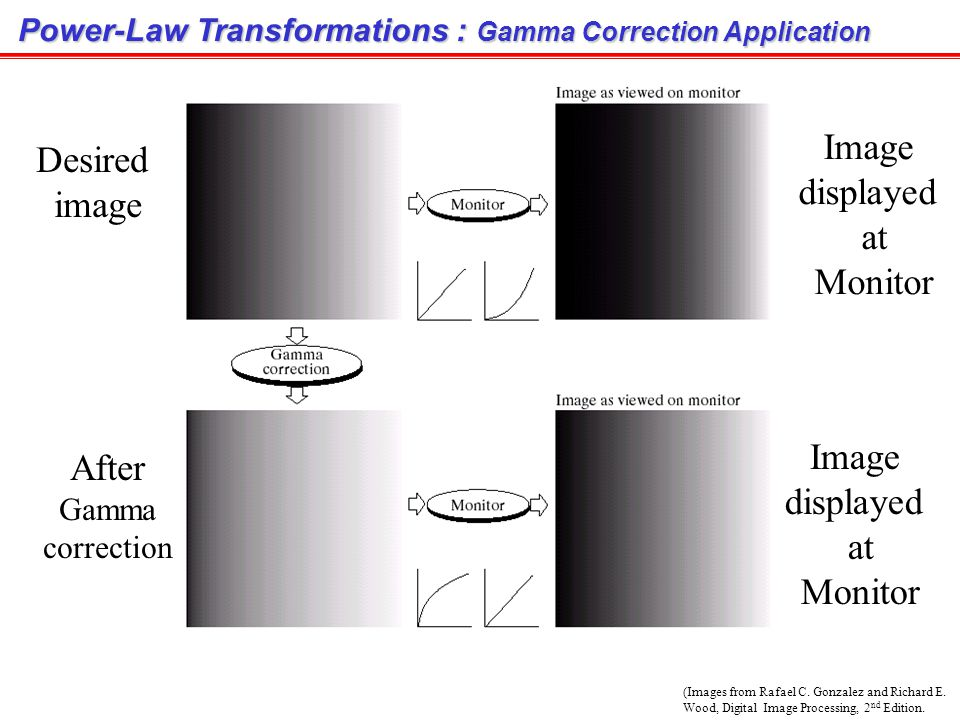 Power-Law Transformations : Gamma Correction Application
Desired
image
Image as viewed on monitor
Monitor
Image
displayed
at
Monitor
Gamma
correction
After
Gamma
correction
Image as viewed on monitor
Monitor
Image
displayed
at
Monitor
(Images from Rafael C. Gonzalez and Richard E.
Wood, Digital Image Processing, 2nd Edition.